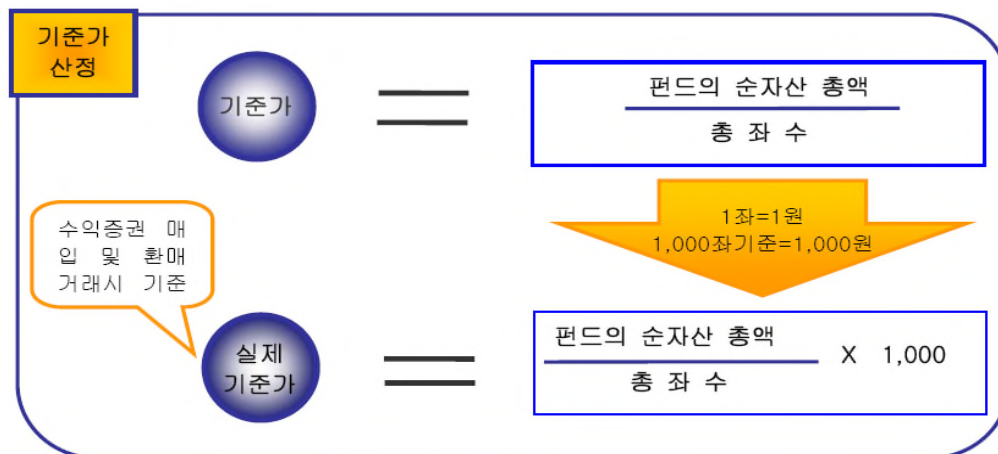 기준가
산정
기준가
펀드의 순자산 총액
총 좌 수
1좌=1원
1,000좌기준=1,000원
수익증권 매
입 및 환매
거래시 기준
실제
기준가
펀드의 순자산 총액
총 좌 수
X 1,000